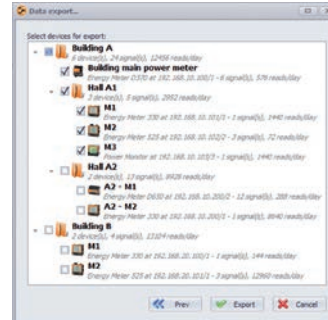 Data export...
Select devices for export:
Building A
6 device(s), 24 signal(s), 12456 reads/day
Building main power meter
Energy Meter D370 at 192.168.10.100/1 - 6 signal(s), 576 reads/day
Hall A1
3 device(s), 5 signal(s), 2952 reads/day
M1
Energy Meter 330 at 192.168.10.101/1 - 1 signal(s), 1440 reads/day
M2
Energy Meter 525 at 192.168.10.102/2 - 3 signal(s), 72 reads/day
M3
Power Monitor at 192.168.10.103/3 - 1 signal(s), 1440 reads/day
Hall A2
2 device(s), 13 signal(s), 8928 reads/day
A2 - M1
Energy Meter D650 at 192.168.10.200/2 - 12 signal(s), 288 reads/day
A2 - M2
Energy Meter 330 at 192.168.10.200/1 - 1 signal(s), 8640 reads/day
Building B
2 device(s), 4 signal(s), 13104 reads/day
M1
Energy Meter 330 at 192.168.20.100/1 - 1 signal(s), 144 reads/day
M2
Energy Meter 525 at 192.168.20.101/1 - 3 signal(s), 12960 reads/day
Prev Export Cancel